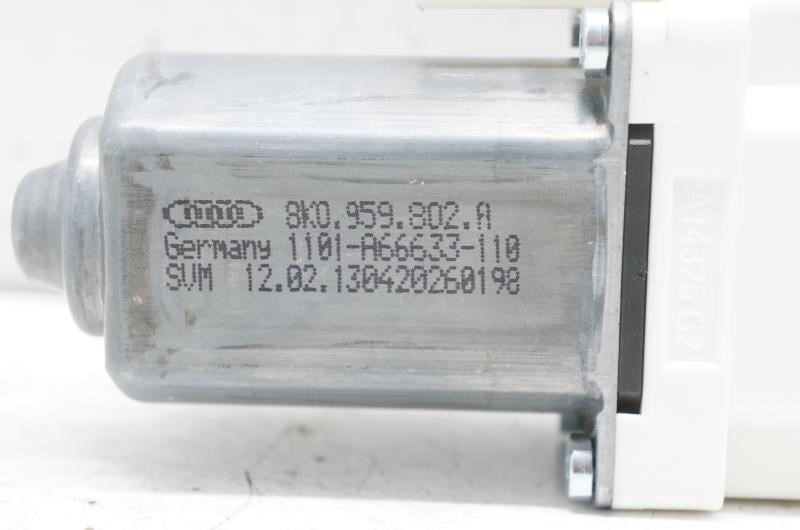 8K0.959.802.A
Germany 1101-A66633-110
SVM 12.02.130420260198
A14325 C2